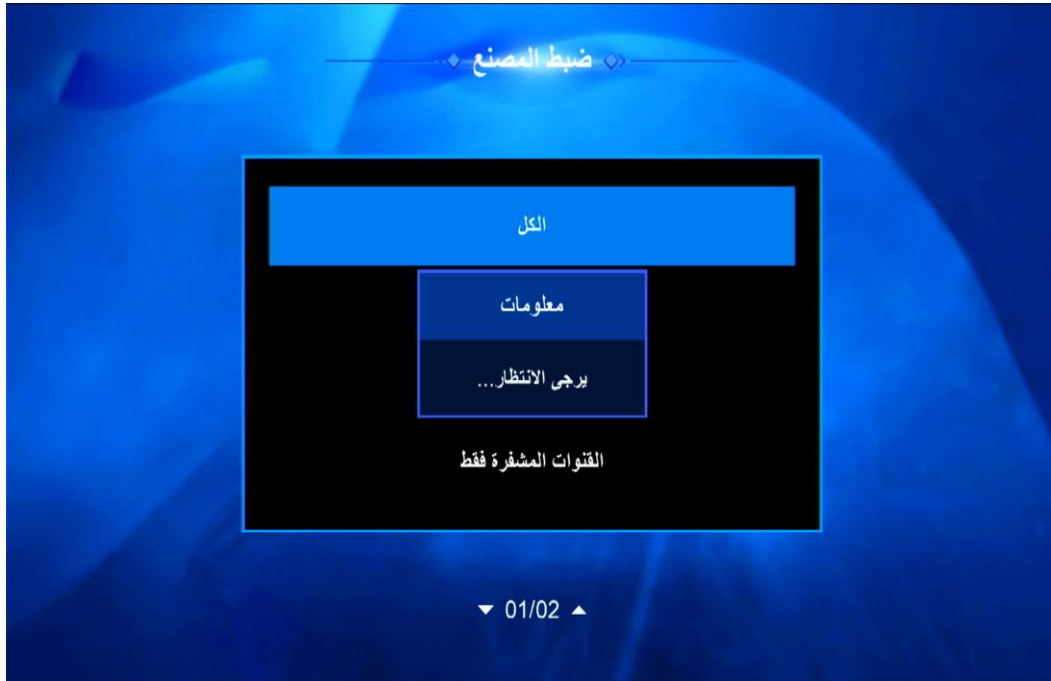 ضبط المصنع
الكل
معلومات
يرجى الانتظار...
القنوات المشفرة فقط
01/02